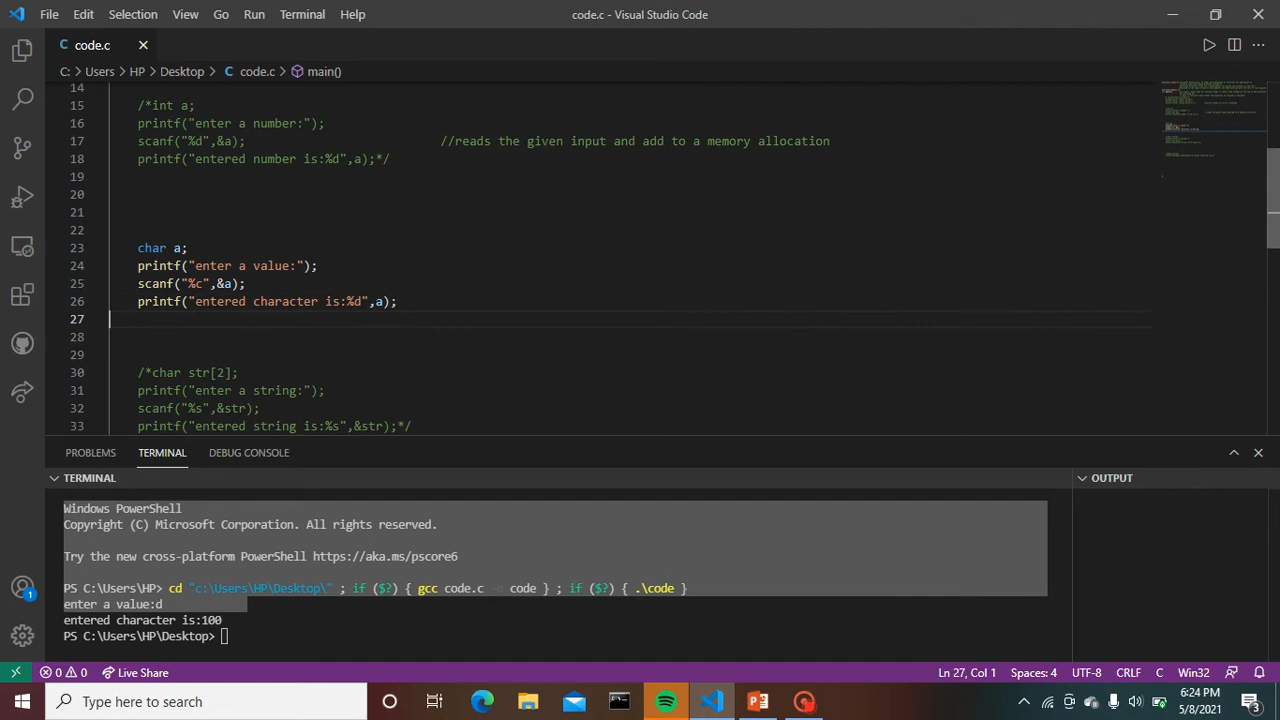 File Edit Selection View Go Run Terminal Help code.c - Visual Studio Code
code.c
C: > Users > HP > Desktop > code.c > main()
14
15 /*int a;
16 printf("enter a number:");
17 scanf("%d",&a); //reads the given input and add to a memory allocation
18 printf("entered number is:%d",a);*/
19
20
21
22
23 char a;
24 printf("enter a value:");
25 scanf("%c",&a);
26 printf("entered character is:%d",a);
27
28
29
30 /*char str[2];
31 printf("enter a string:");
32 scanf("%s",&str);
33 printf("entered string is:%s",&str);*/
PROBLEMS TERMINAL DEBUG CONSOLE
TERMINAL OUTPUT
Windows PowerShell
Copyright (C) Microsoft Corporation. All rights reserved.
Try the new cross-platform PowerShell https://aka.ms/pscore6
PS C:\Users\HP> cd "c:\Users\HP\Desktop\" ; if ($?) { gcc code.c -o code } ; if ($?) { .\code }
enter a value:d
entered character is:100
PS C:\Users\HP\Desktop>
1
0 0 Live Share Ln 27, Col 1 Spaces: 4 UTF-8 CRLF C Win32
Type here to search
6:24 PM
5/8/2021
3